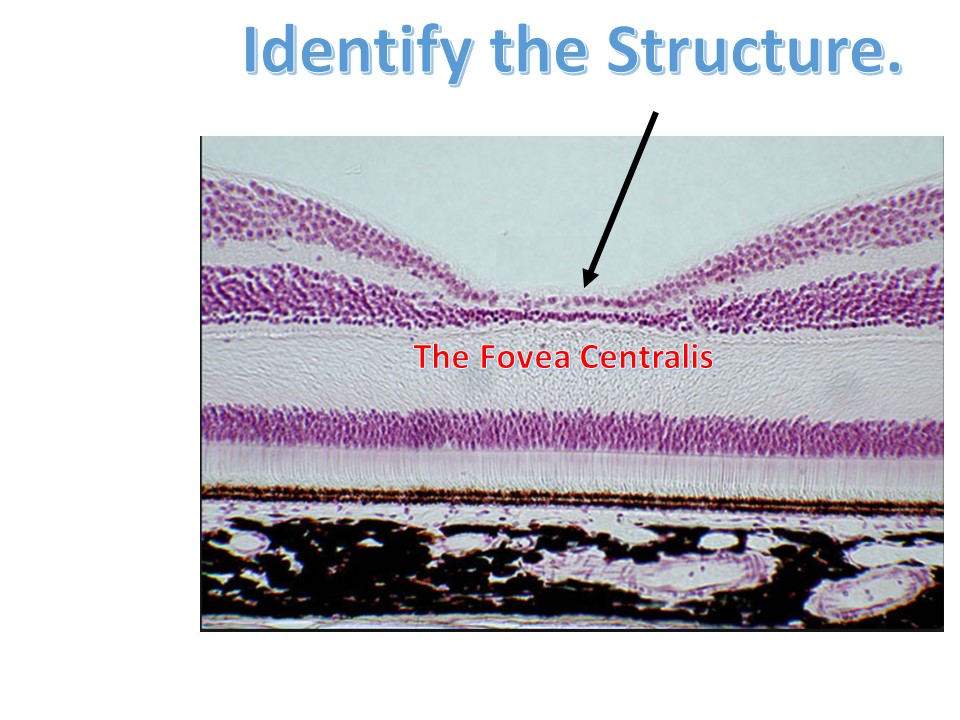 Identify the Structure.
The Fovea Centralis